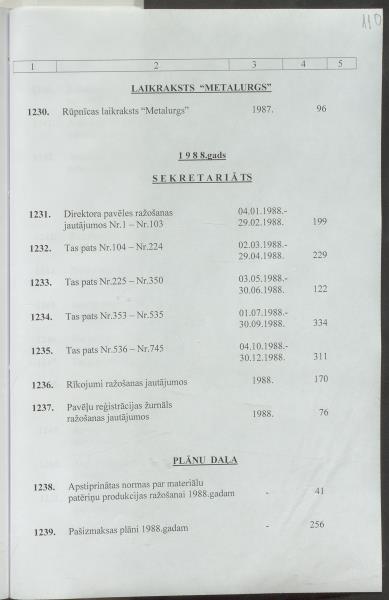 110
1 2 3 4 5
LAIKRAKSTS “METALURGS”
1230. Rūpnīcas laikraksts “Metalurgs” 1987. 96
1988.gads
SEKRETARIĀTS
1231. Direktora pavēles ražošanas 04.01.1988.-
jautājumos Nr.1 – Nr.103 29.02.1988. 199
1232. Tas pats Nr.104 – Nr.224 02.03.1988.-
29.04.1988. 229
1233. Tas pats Nr.225 – Nr.350 03.05.1988.-
30.06.1988. 122
1234. Tas pats Nr.353 – Nr.535 01.07.1988.-
30.09.1988. 334
1235. Tas pats Nr.536 – Nr.745 04.10.1988.-
30.12.1988. 311
1236. Rīkojumi ražošanas jautājumos 1988. 170
1237. Pavēļu reģistrācijas žurnāls
ražošanas jautājumos 1988. 76
PLĀNU DAĻA
1238. Apstiprinātas normas par materiālu
patēriņu produkcijas ražošanai 1988.gadam - 41
1239. Pašizmaksas plāni 1988.gadam - 256